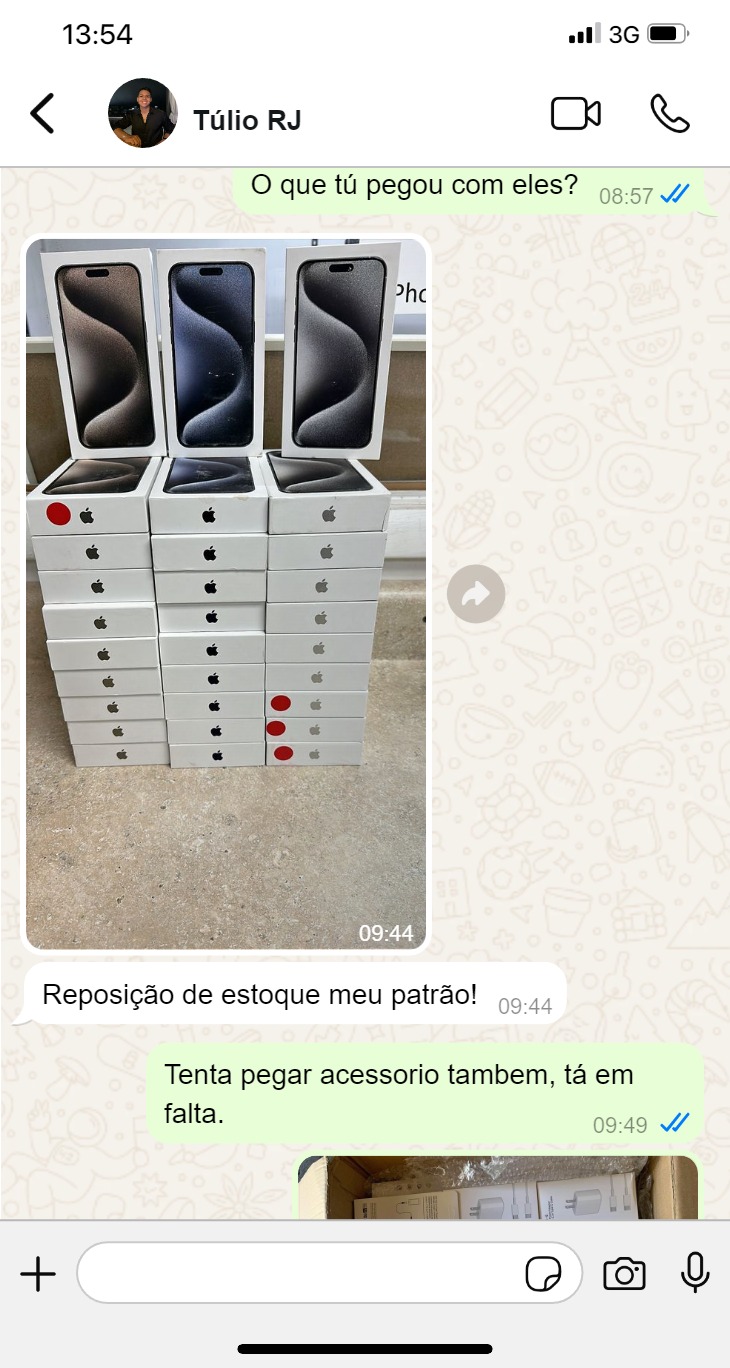 13:54
3G
Túlio RJ
O que tú pegou com eles?
08:57
09:44
Reposição de estoque meu patrão!
09:44
Tenta pegar acessorio tambem, tá em
falta.
09:49